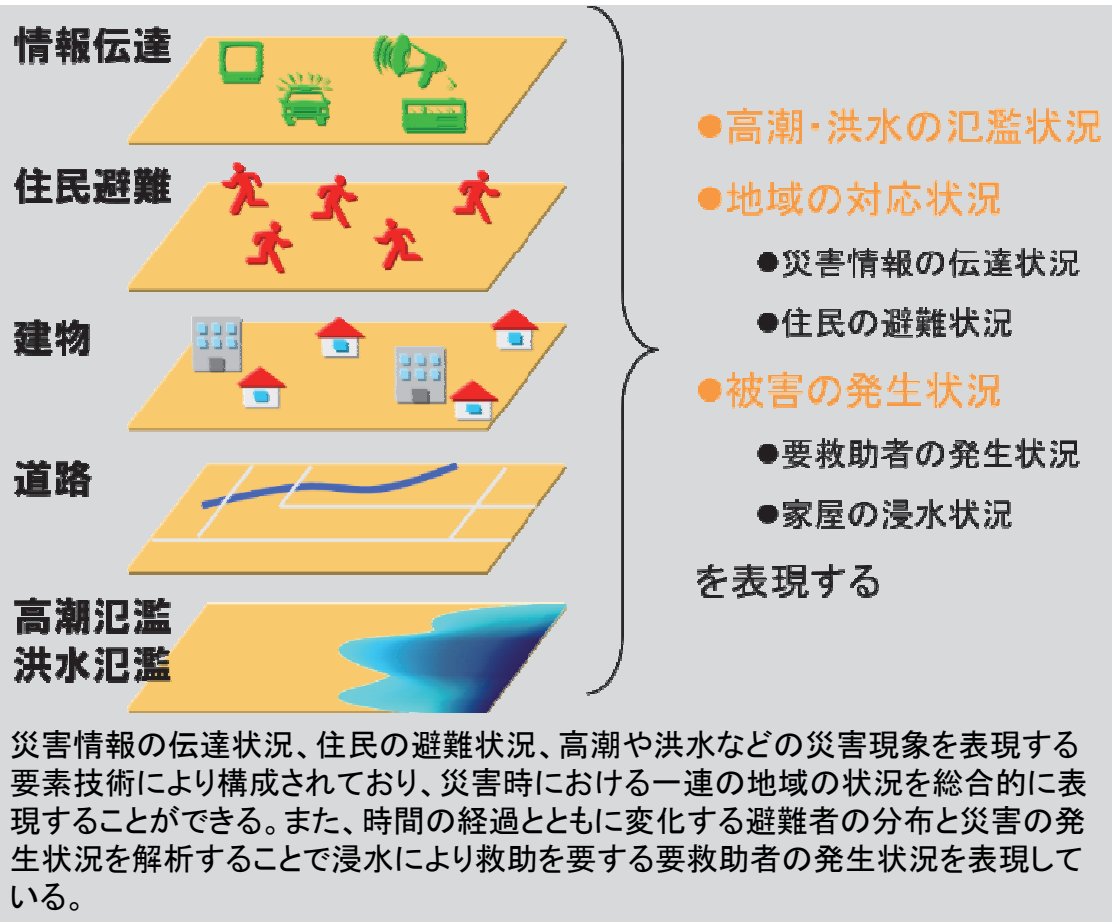 情報伝達
住民避難
建物
道路
高潮氾濫
洪水氾濫
●高潮・洪水の氾濫状況
●地域の対応状況
●災害情報の伝達状況
●住民の避難状況
●被害の発生状況
●要救助者の発生状況
●家屋の浸水状況
を表現する
災害情報の伝達状況、住民の避難状況、高潮や洪水などの災害現象を表現する
要素技術により構成されており、災害時における一連の地域の状況を総合的に表
現することができる。また、時間の経過とともに変化する避難者の分布と災害の発
生状況を解析することで浸水により救助を要する要救助者の発生状況を表現して
いる。